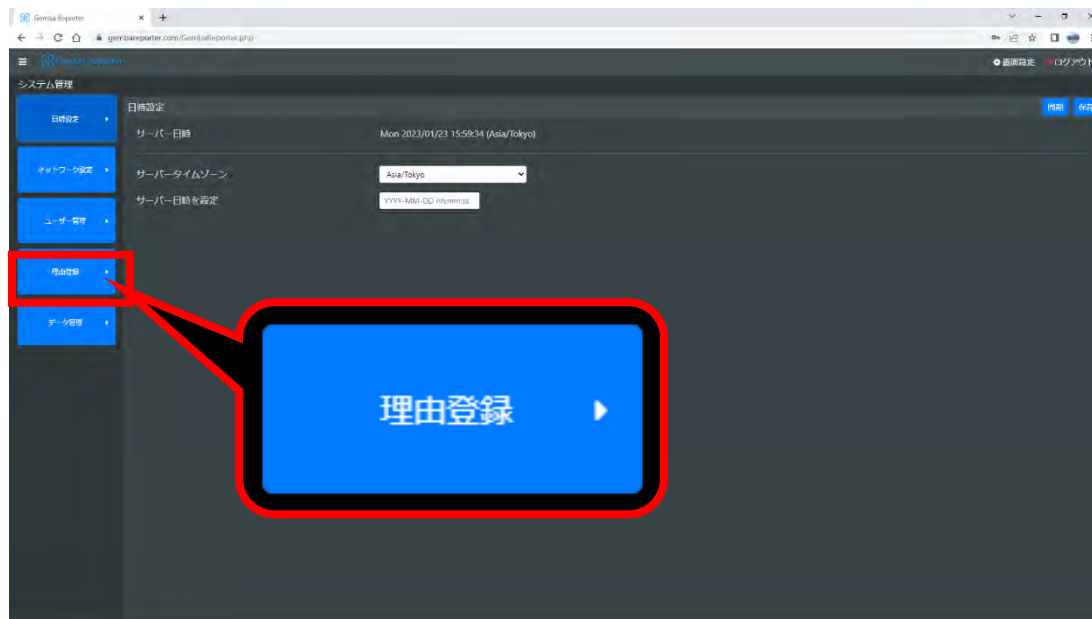 Gemba Reporter
gembareporter.com/GembaReporter.php
Gemba Reporter
画面設定 ログアウト
システム管理
日時設定
日時設定
同期 保存
サーバー日時 Mon 2023/01/23 15:59:34 (Asia/Tokyo)
ネットワーク設定
サーバータイムゾーン Asia/Tokyo
サーバー日時を設定 YYYY-MM-DD HH:mm:ss
ユーザー管理
理由登録
データ管理
理由登録